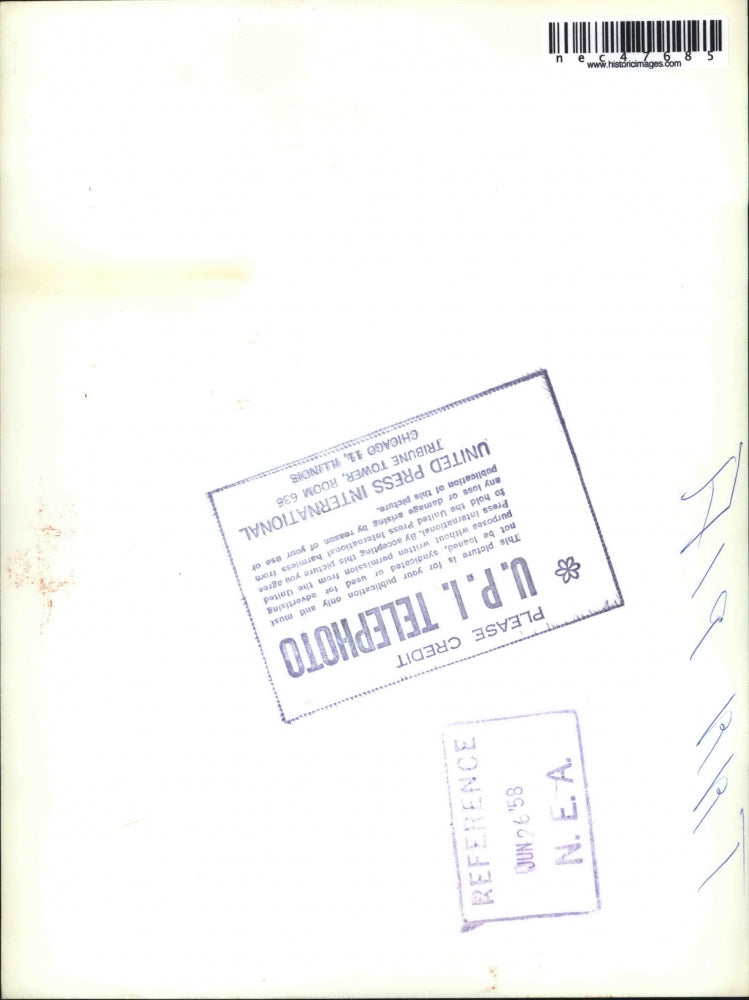 nec47685
www.historicimages.com
PLEASE CREDIT
U.P.I. TELEPHOTO
This picture is for your publication only and must
not be loaned, syndicated or used for advertising
purposes without written permission from the United
Press International. By accepting this picture you agree
to hold the United Press International harmless from
any loss or damage arising by reason of your use or
publication of this picture.
UNITED PRESS INTERNATIONAL
TRIBUNE TOWER, ROOM 636
CHICAGO 11, ILLINOIS
REFERENCE
JUN 26 '58
N. E. A.